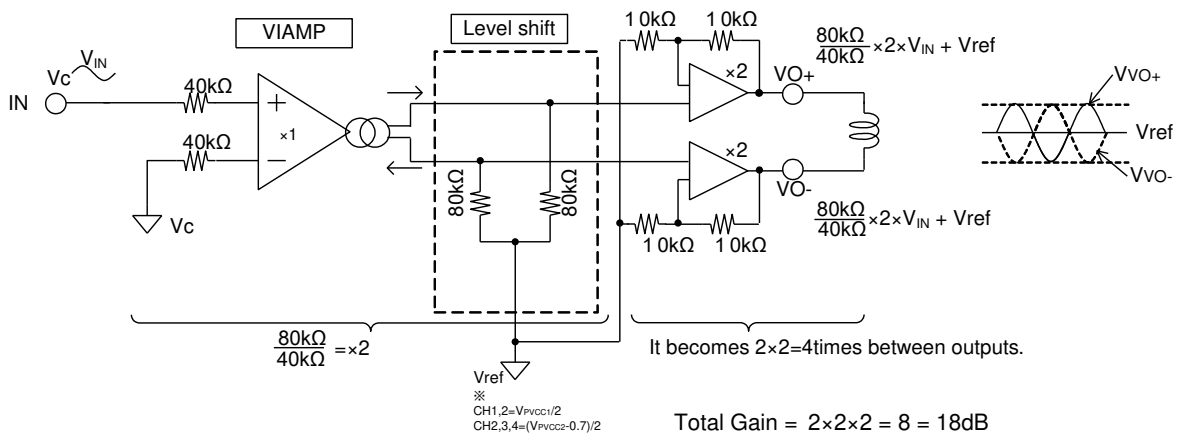 VIAMP
Level shift
10kΩ
10kΩ
80kΩ/40kΩ ×2×VIN + Vref
VIN
Vc
IN
40kΩ
+
×1
−
40kΩ
Vc
×2
VO+
×2
VO-
80kΩ
80kΩ
10kΩ
10kΩ
80kΩ/40kΩ ×2×VIN + Vref
VVO+
Vref
VVO-
80kΩ/40kΩ =×2
It becomes 2×2=4times between outputs.
Vref
※
CH1,2=VPVCC1/2
CH2,3,4=(VPVCC2-0.7)/2
Total Gain = 2×2×2 = 8 = 18dB